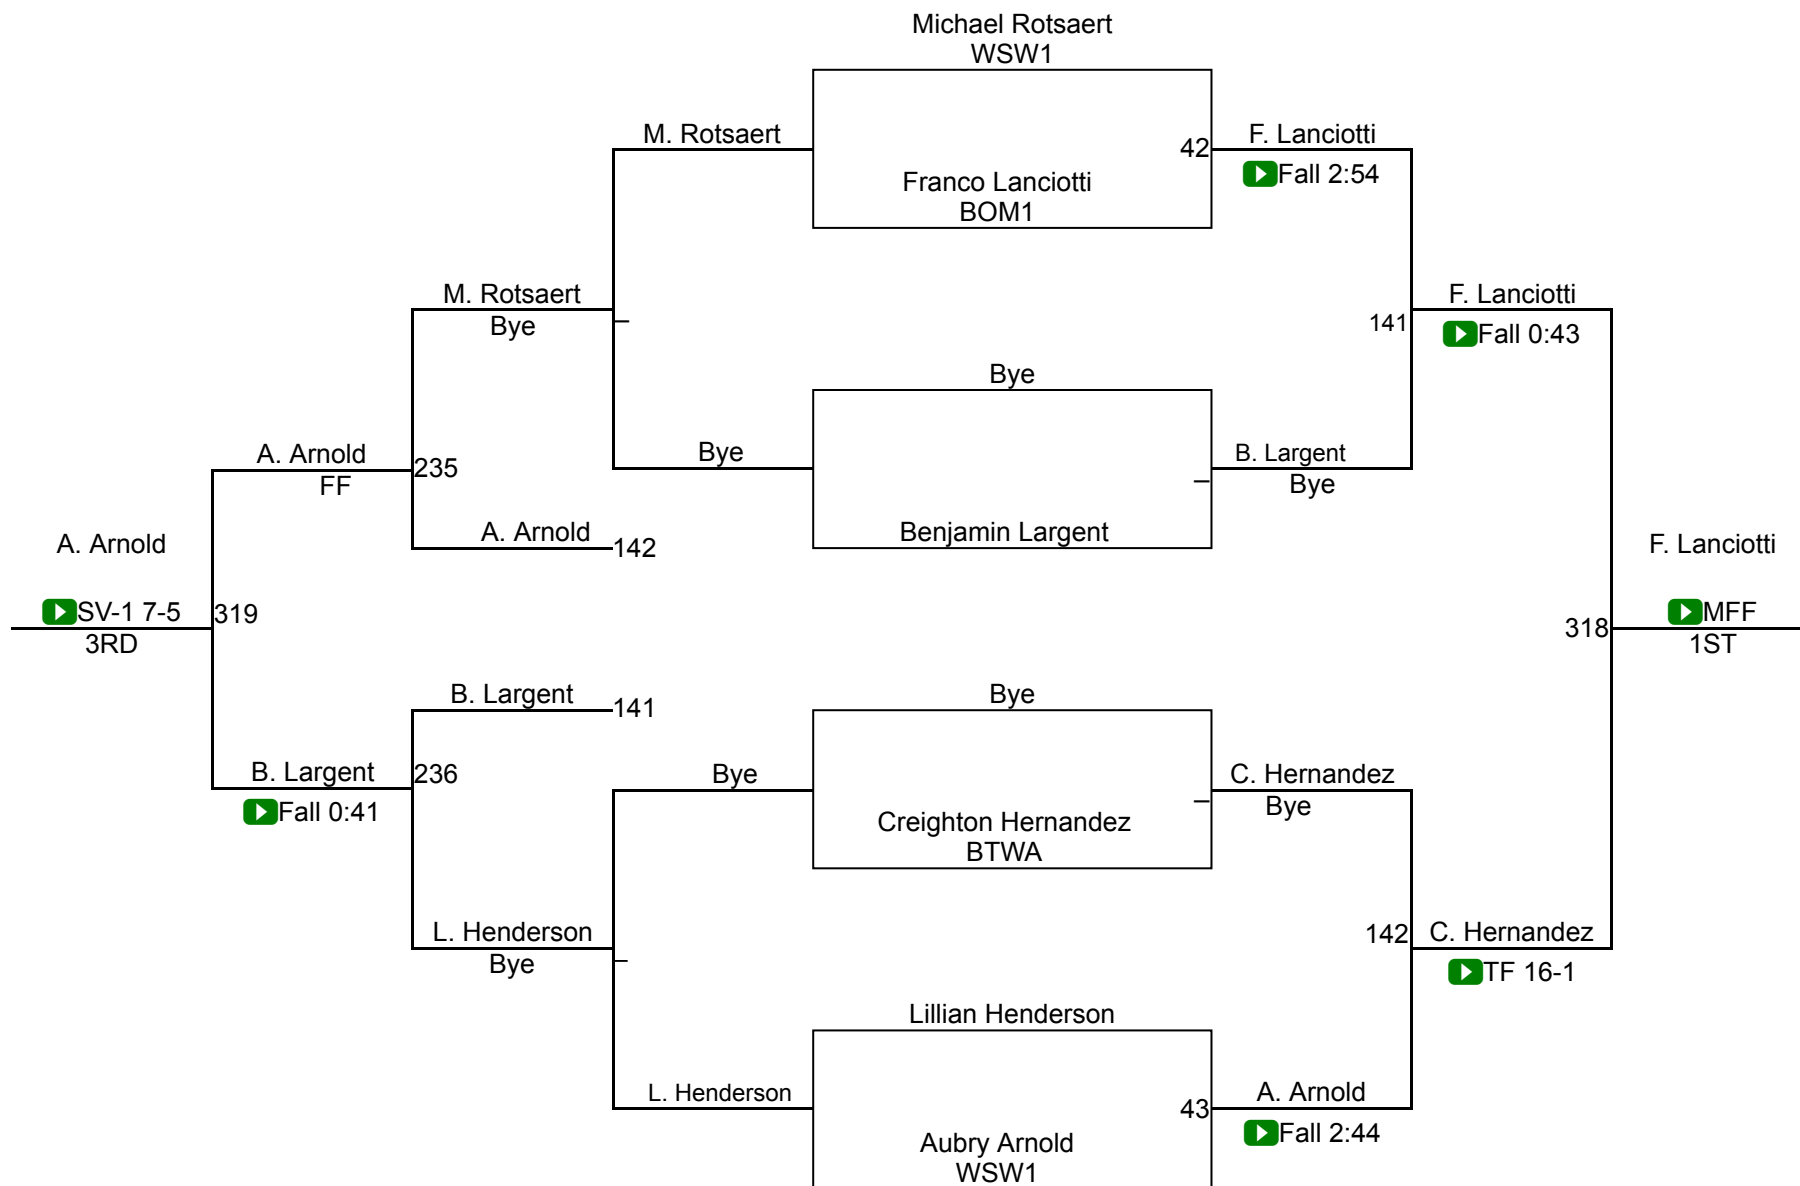 Michael Rotsaert
WSW1
M. Rotsaert
42
F. Lanciotti
Fall 2:54
Franco Lanciotti
BOM1
M. Rotsaert
Bye
141
F. Lanciotti
Fall 0:43
Bye
A. Arnold
FF
235
Bye
B. Largent
Bye
A. Arnold
142
Benjamin Largent
A. Arnold
SV-1 7-5
3RD
319
F. Lanciotti
318
MFF
1ST
B. Largent
141
Bye
B. Largent
Fall 0:41
236
Bye
C. Hernandez
Bye
Creighton Hernandez
BTWA
L. Henderson
Bye
142
C. Hernandez
TF 16-1
Lillian Henderson
L. Henderson
43
A. Arnold
Fall 2:44
Aubry Arnold
WSW1